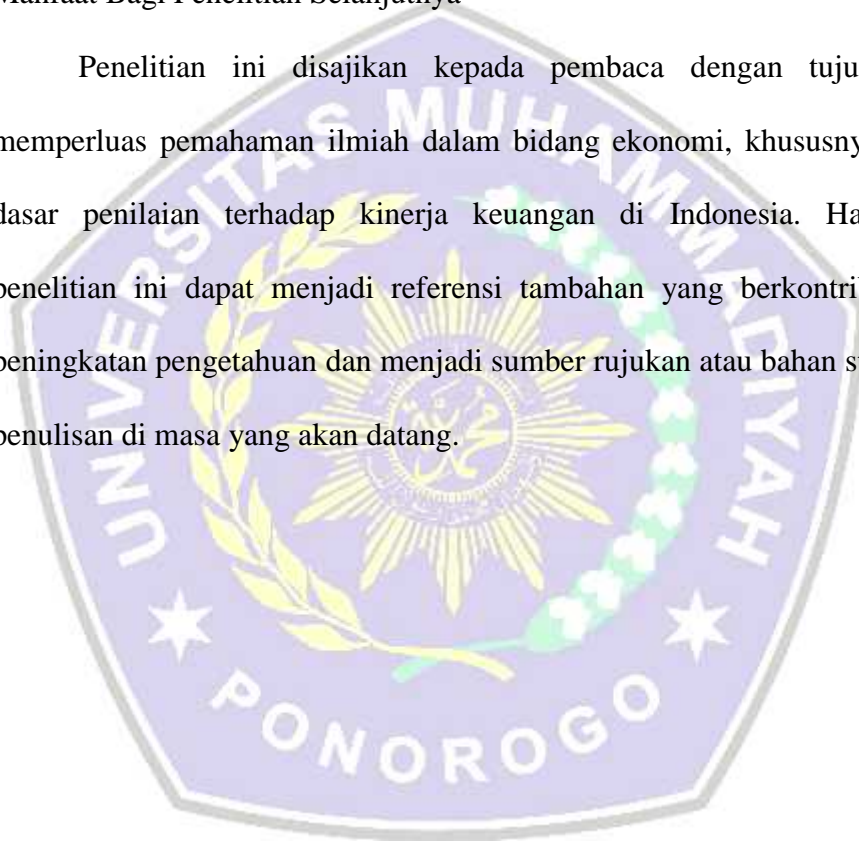 Manfaat Bagi Penelitian Selanjutnya
Penelitian ini disajikan kepada pembaca dengan tuju
memperluas pemahaman ilmiah dalam bidang ekonomi, khususny
dasar penilaian terhadap kinerja keuangan di Indonesia. Ha
penelitian ini dapat menjadi referensi tambahan yang berkontri
peningkatan pengetahuan dan menjadi sumber rujukan atau bahan s
penulisan di masa yang akan datang.
UNIVERSITAS MUHAMMADIYAH
PONOROGO
محمد